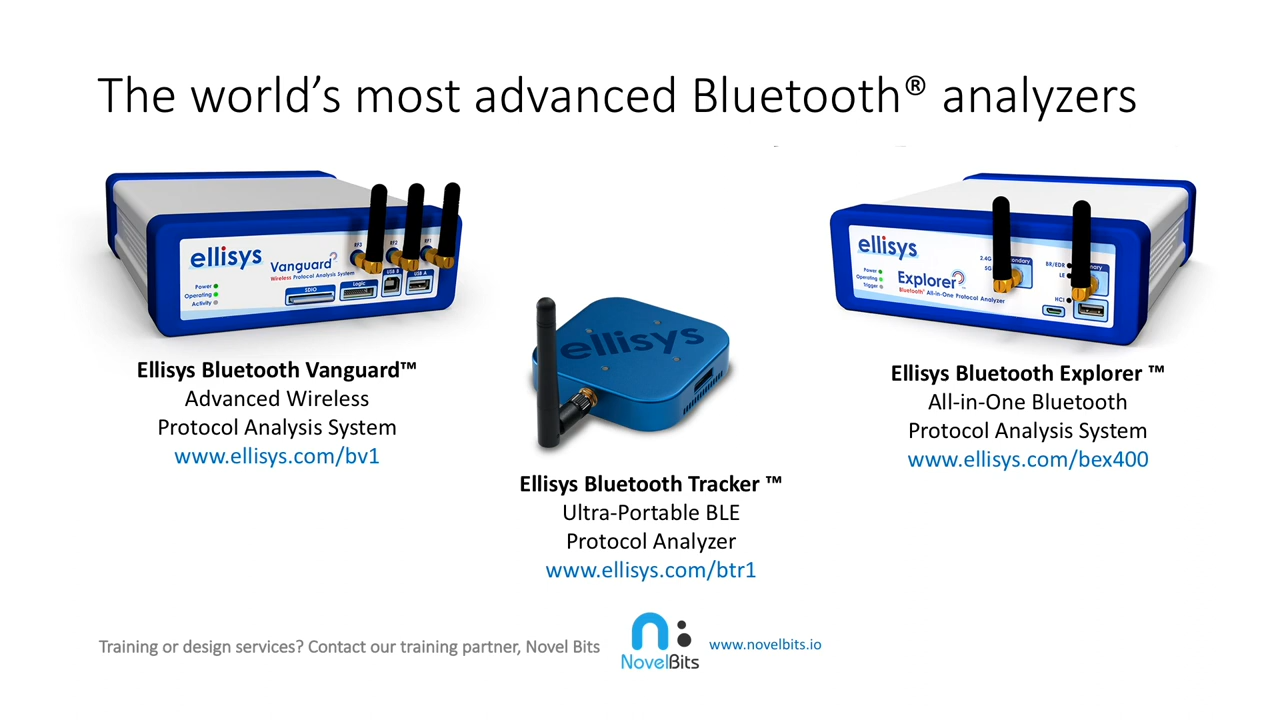 The world's most advanced Bluetooth® analyzers
ellisys
Vanguard
Wireless Protocol Analysis System
Power
Operating
Activity
SDIO
Logic
USB B
USB A
RF3
RF2
RF1
Ellisys Bluetooth Vanguard™
Advanced Wireless
Protocol Analysis System
www.ellisys.com/bv1
ellisys
Ellisys Bluetooth Tracker ™
Ultra-Portable BLE
Protocol Analyzer
www.ellisys.com/btr1
ellisys
Explorer
Bluetooth® All-in-One Protocol Analyzer
Power
Operating
Trigger
BR/EDR
LE
HCI
Ellisys Bluetooth Explorer ™
All-in-One Bluetooth
Protocol Analysis System
www.ellisys.com/bex400
Training or design services? Contact our training partner, Novel Bits
NovelBits
www.novelbits.io